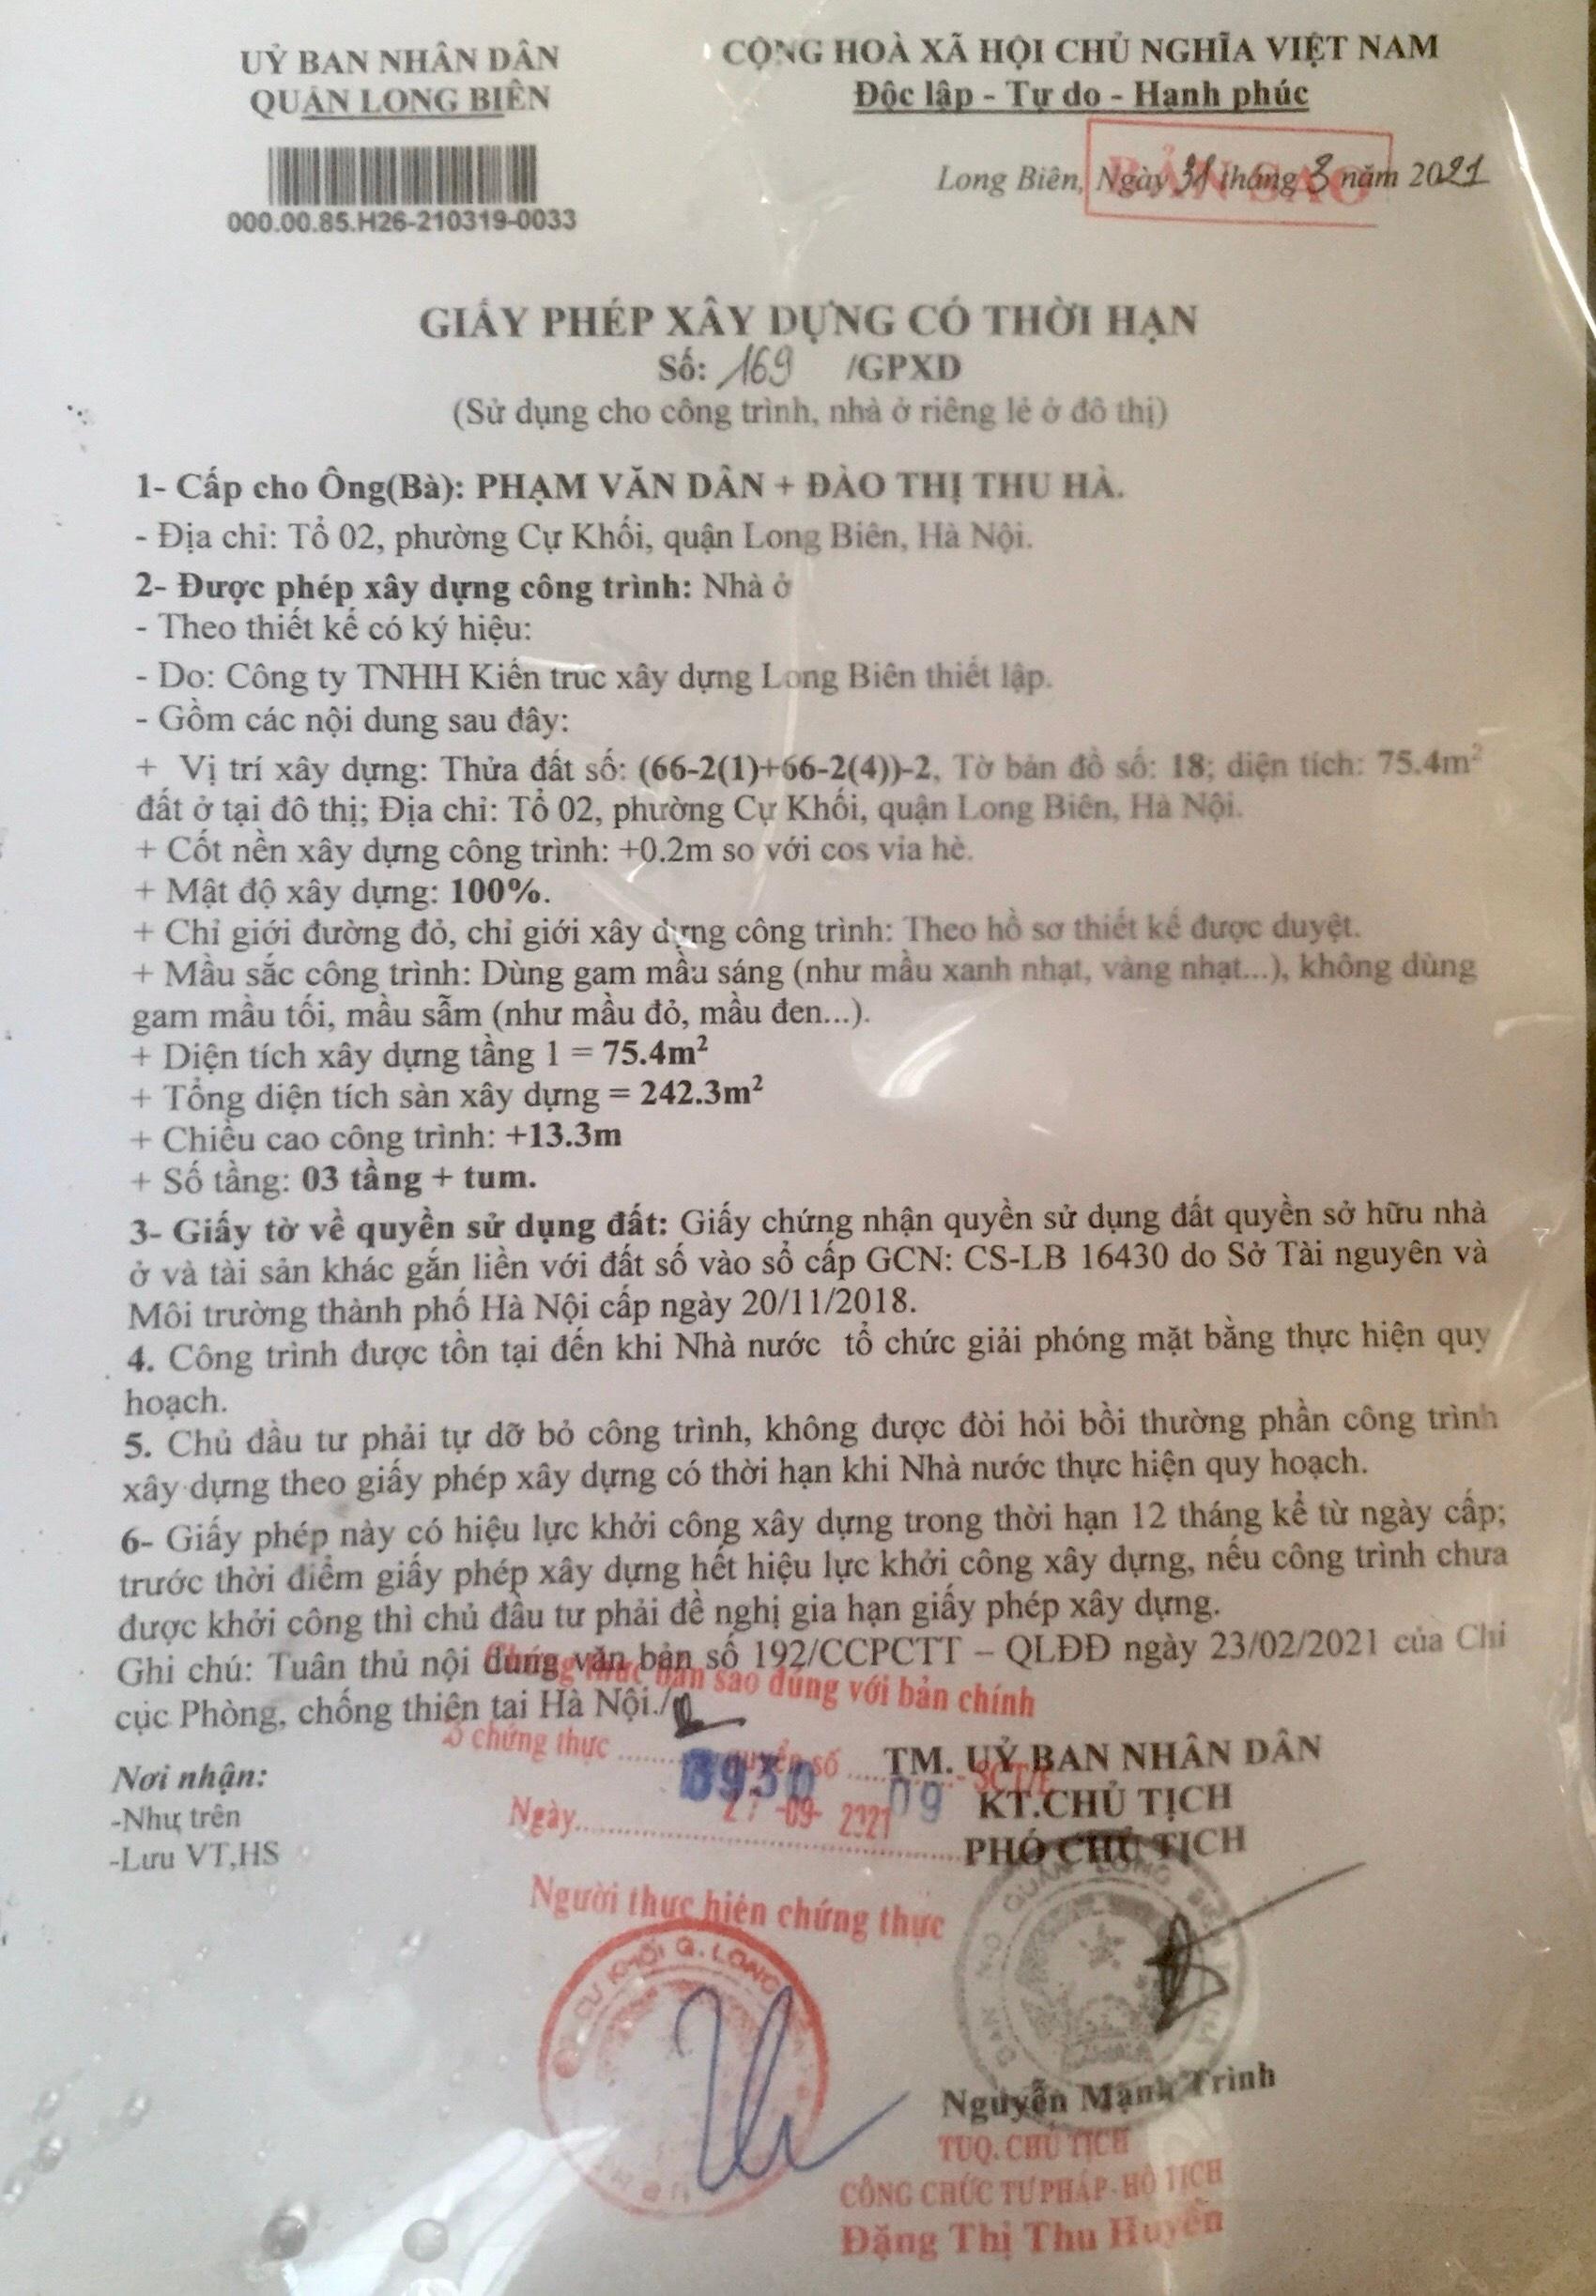 UỶ BAN NHÂN DÂN
QUẬN LONG BIÊN
000.00.85.H26-210319-0033
CỘNG HOÀ XÃ HỘI CHỦ NGHĨA VIỆT NAM
Độc lập - Tự do - Hạnh phúc
BẢN SAO
Long Biên, Ngày 31 tháng 3 năm 2021
GIẤY PHÉP XÂY DỰNG CÓ THỜI HẠN
Số: 169 /GPXD
(Sử dụng cho công trình, nhà ở riêng lẻ ở đô thị)
1- Cấp cho Ông(Bà): PHẠM VĂN DÂN + ĐÀO THỊ THU HÀ.
- Địa chỉ: Tổ 02, phường Cự Khối, quận Long Biên, Hà Nội.
2- Được phép xây dựng công trình: Nhà ở
- Theo thiết kế có ký hiệu:
- Do: Công ty TNHH Kiến trúc xây dựng Long Biên thiết lập.
- Gồm các nội dung sau đây:
+ Vị trí xây dựng: Thửa đất số: (66-2(1)+66-2(4))-2, Tờ bản đồ số: 18; diện tích: 75.4m²
đất ở tại đô thị; Địa chỉ: Tổ 02, phường Cự Khối, quận Long Biên, Hà Nội.
+ Cốt nền xây dựng công trình: +0.2m so với cos vỉa hè.
+ Mật độ xây dựng: 100%.
+ Chỉ giới đường đỏ, chỉ giới xây dựng công trình: Theo hồ sơ thiết kế được duyệt.
+ Mầu sắc công trình: Dùng gam mầu sáng (như mầu xanh nhạt, vàng nhạt...), không dùng
gam mầu tối, mầu sẫm (như mầu đỏ, mầu đen...).
+ Diện tích xây dựng tầng 1 = 75.4m²
+ Tổng diện tích sàn xây dựng = 242.3m²
+ Chiều cao công trình: +13.3m
+ Số tầng: 03 tầng + tum.
3- Giấy tờ về quyền sử dụng đất: Giấy chứng nhận quyền sử dụng đất quyền sở hữu nhà
ở và tài sản khác gắn liền với đất số vào sổ cấp GCN: CS-LB 16430 do Sở Tài nguyên và
Môi trường thành phố Hà Nội cấp ngày 20/11/2018.
4. Công trình được tồn tại đến khi Nhà nước tổ chức giải phóng mặt bằng thực hiện quy
hoạch.
5. Chủ đầu tư phải tự dỡ bỏ công trình, không được đòi hỏi bồi thường phần công trình
xây dựng theo giấy phép xây dựng có thời hạn khi Nhà nước thực hiện quy hoạch.
6- Giấy phép này có hiệu lực khởi công xây dựng trong thời hạn 12 tháng kể từ ngày cấp;
trước thời điểm giấy phép xây dựng hết hiệu lực khởi công xây dựng, nếu công trình chưa
được khởi công thì chủ đầu tư phải đề nghị gia hạn giấy phép xây dựng.
Ghi chú: Tuân thủ nội dung văn bản số 192/CCPCTT – QLĐĐ ngày 23/02/2021 của Chi
cục Phòng, chống thiên tai Hà Nội./
Chứng thực bản sao đúng với bản chính
Số chứng thực ........ quyển số ........- SCT/
09
Ngày 27 -09- 2021
Người thực hiện chứng thực
Nơi nhận:
-Như trên
-Lưu VT,HS
TM. UỶ BAN NHÂN DÂN
KT.CHỦ TỊCH
PHÓ CHỦ TỊCH
CỰ KHỐI Q. LONG
QUẬN LONG
Nguyễn Mạnh Trình
TUQ. CHỦ TỊCH
CÔNG CHỨC TƯ PHÁP- HỘ TỊCH
Đặng Thị Thu Huyền